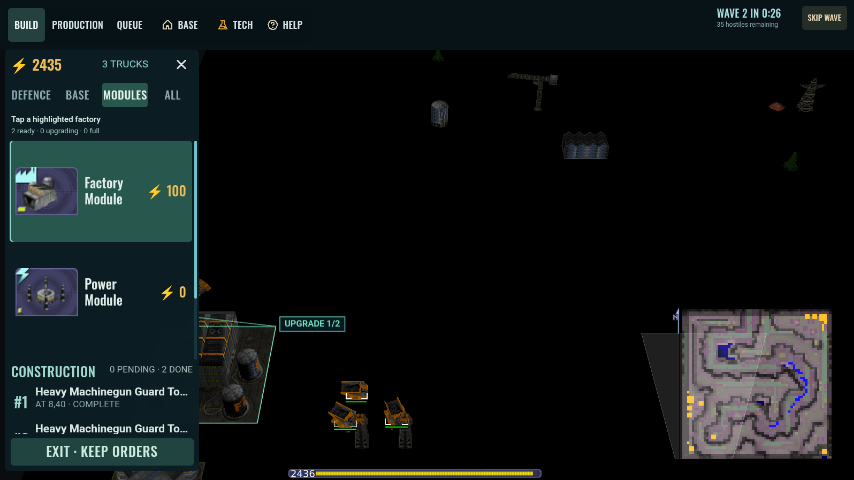 BUILD
PRODUCTION
QUEUE
BASE
TECH
HELP
WAVE 2 IN 0:26
35 hostiles remaining
SKIP WAVE
2435
3 TRUCKS
DEFENCE
BASE
MODULES
ALL
Tap a highlighted factory
2 ready · 0 upgrading · 0 full
Factory
Module
100
Power
Module
0
UPGRADE 1/2
CONSTRUCTION
0 PENDING · 2 DONE
#1
Heavy Machinegun Guard To...
AT 8,40 · COMPLETE
Heavy Machinegun Guard To...
EXIT · KEEP ORDERS
2436